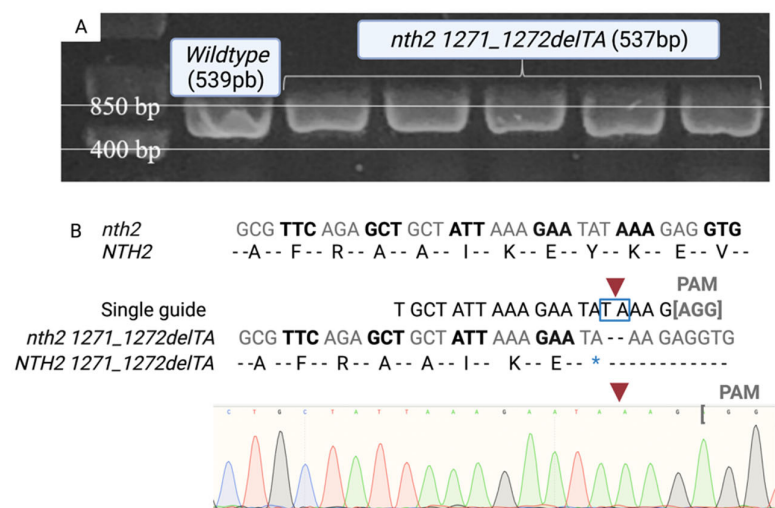 A
Wildtype
(539pb)
nth2 1271_1272delTA (537bp)
850 bp
400 bp
B
nth2 GCG TTC AGA GCT GCT ATT AAA GAA TAT AAA GAG GTG
NTH2 --A-- F-- R-- A-- A-- I-- K-- E-- Y-- K-- E-- V--
PAM
Single guide T GCT ATT AAA GAA TAT AAA G[AGG]
nth2 1271_1272delTA GCG TTC AGA GCT GCT ATT AAA GAA TA - - AA GAGGTG
NTH2 1271_1272delTA --A-- F-- R-- A-- A-- I-- K-- E-- * ------------
PAM
C T G C T A T T A A A G A A T A A A G [ G G